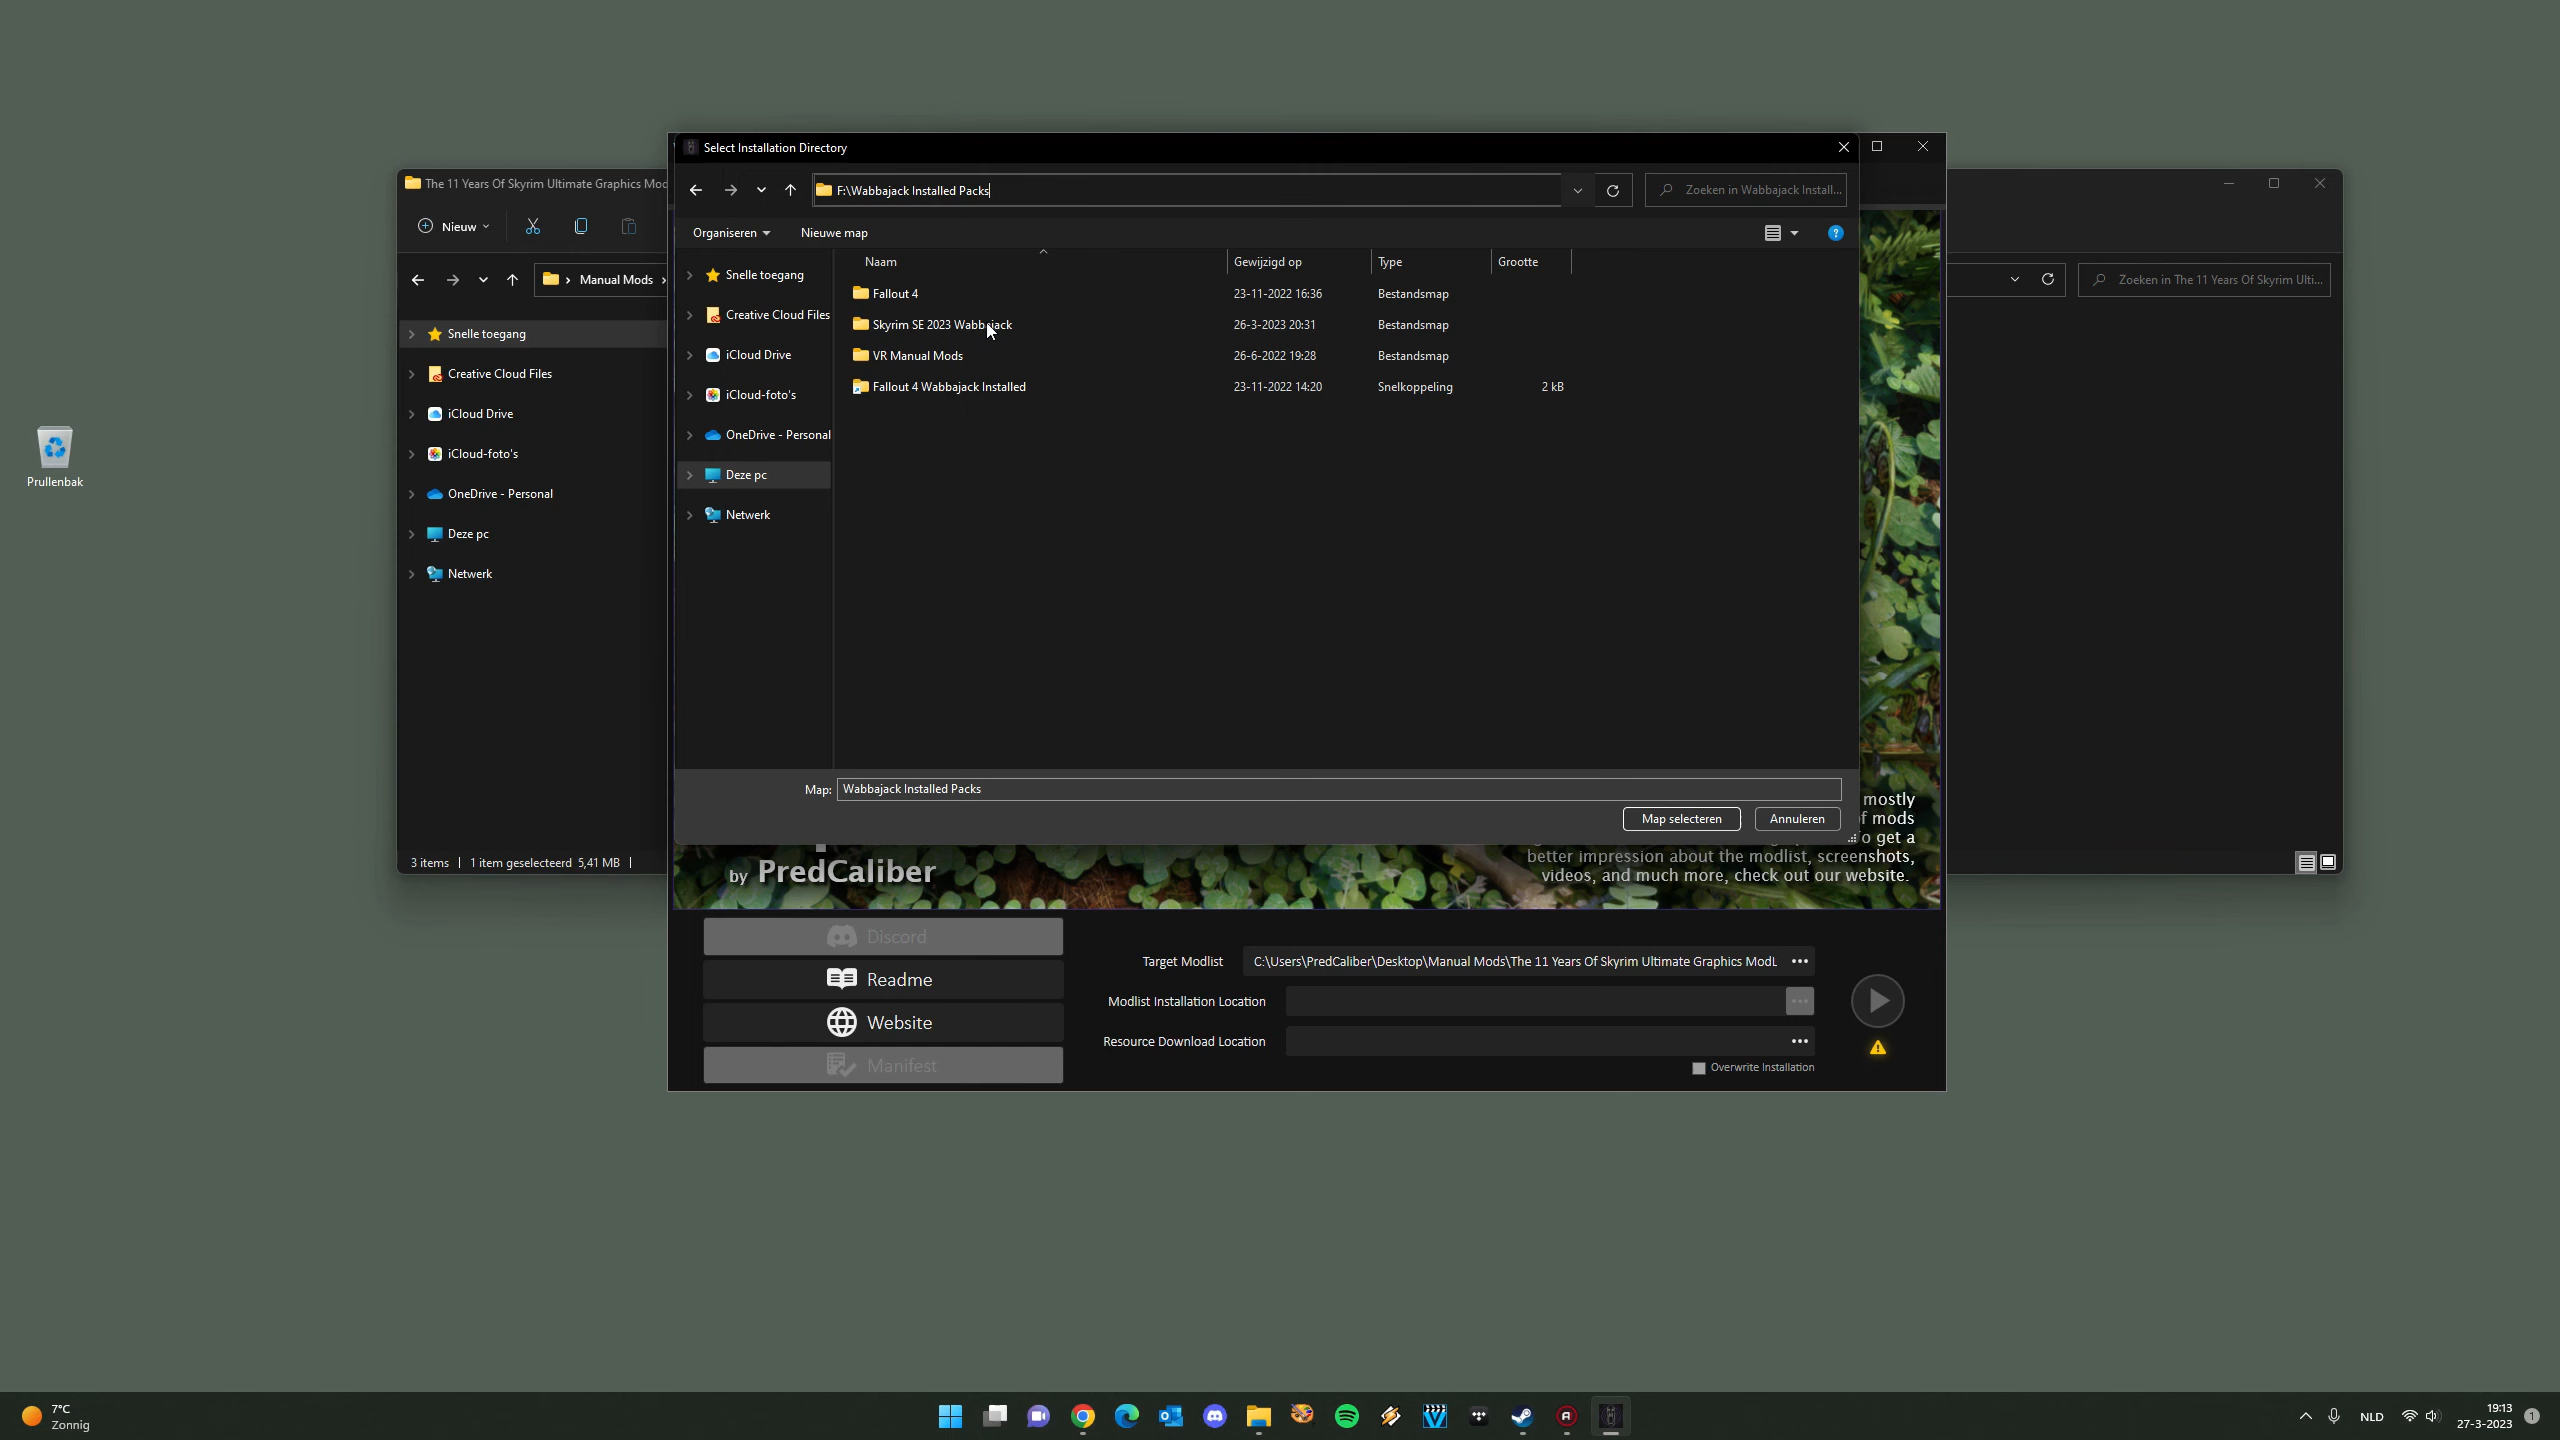 Prullenbak
The 11 Years Of Skyrim Ultimate Graphics Mod
Nieuw
Manual Mods
Snelle toegang
Creative Cloud Files
iCloud Drive
iCloud-foto's
OneDrive - Personal
Deze pc
Netwerk
3 items
1 item geselecteerd 5,41 MB
Select Installation Directory
F:\Wabbajack Installed Packs
Zoeken in Wabbajack Install...
Organiseren
Nieuwe map
Snelle toegang
Creative Cloud Files
iCloud Drive
iCloud-foto's
OneDrive - Personal
Deze pc
Netwerk
Naam Gewijzigd op Type Grootte
Fallout 4 23-11-2022 16:36 Bestandsmap
Skyrim SE 2023 Wabbajack 26-3-2023 20:31 Bestandsmap
VR Manual Mods 26-6-2022 19:28 Bestandsmap
Fallout 4 Wabbajack Installed 23-11-2022 14:20 Snelkoppeling 2 kB
Map: Wabbajack Installed Packs
Map selecteren
Annuleren
Zoeken in The 11 Years Of Skyrim Ulti...
mostly
f mods
o get a
better impression about the modlist, screenshots,
videos, and much more, check out our website.
by PredCaliber
Discord
Readme
Website
Manifest
Target Modlist C:\Users\PredCaliber\Desktop\Manual Mods\The 11 Years Of Skyrim Ultimate Graphics ModL
Modlist Installation Location
Resource Download Location
Overwrite Installation
7°C
Zonnig
NLD
19:13
27-3-2023
1